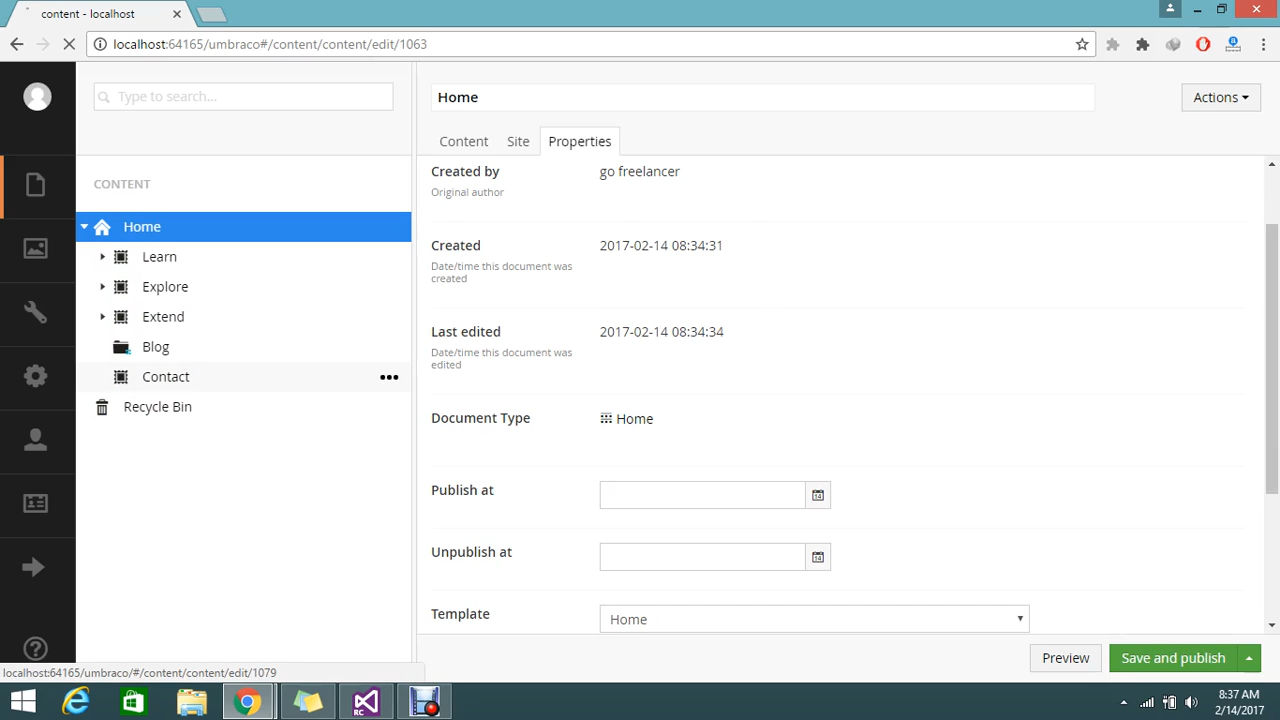 content - localhost
localhost:64165/umbraco#/content/content/edit/1063
Type to search...
Home
Actions
Content Site Properties
CONTENT
Home
Learn
Explore
Extend
Blog
Contact
Recycle Bin
Created by
Original author
go freelancer
Created
Date/time this document was
created
2017-02-14 08:34:31
Last edited
Date/time this document was
edited
2017-02-14 08:34:34
Document Type
Home
Publish at
14
Unpublish at
14
Template
Home
Preview
Save and publish
localhost:64165/umbraco/#/content/content/edit/1079
RC
8:37 AM
2/14/2017